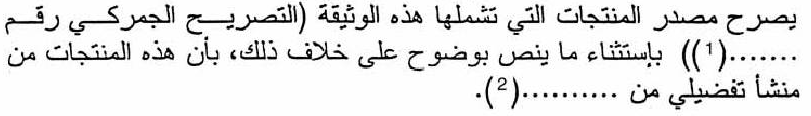 يصرح مصدر المنتجات التي تشملها هذه الوثيقة (التصريح الجمركي رقم
.......(¹)) بإستثناء ما ينص بوضوح على خلاف ذلك، بأن هذه المنتجات من
منشأ تفضيلي من ..........(²).